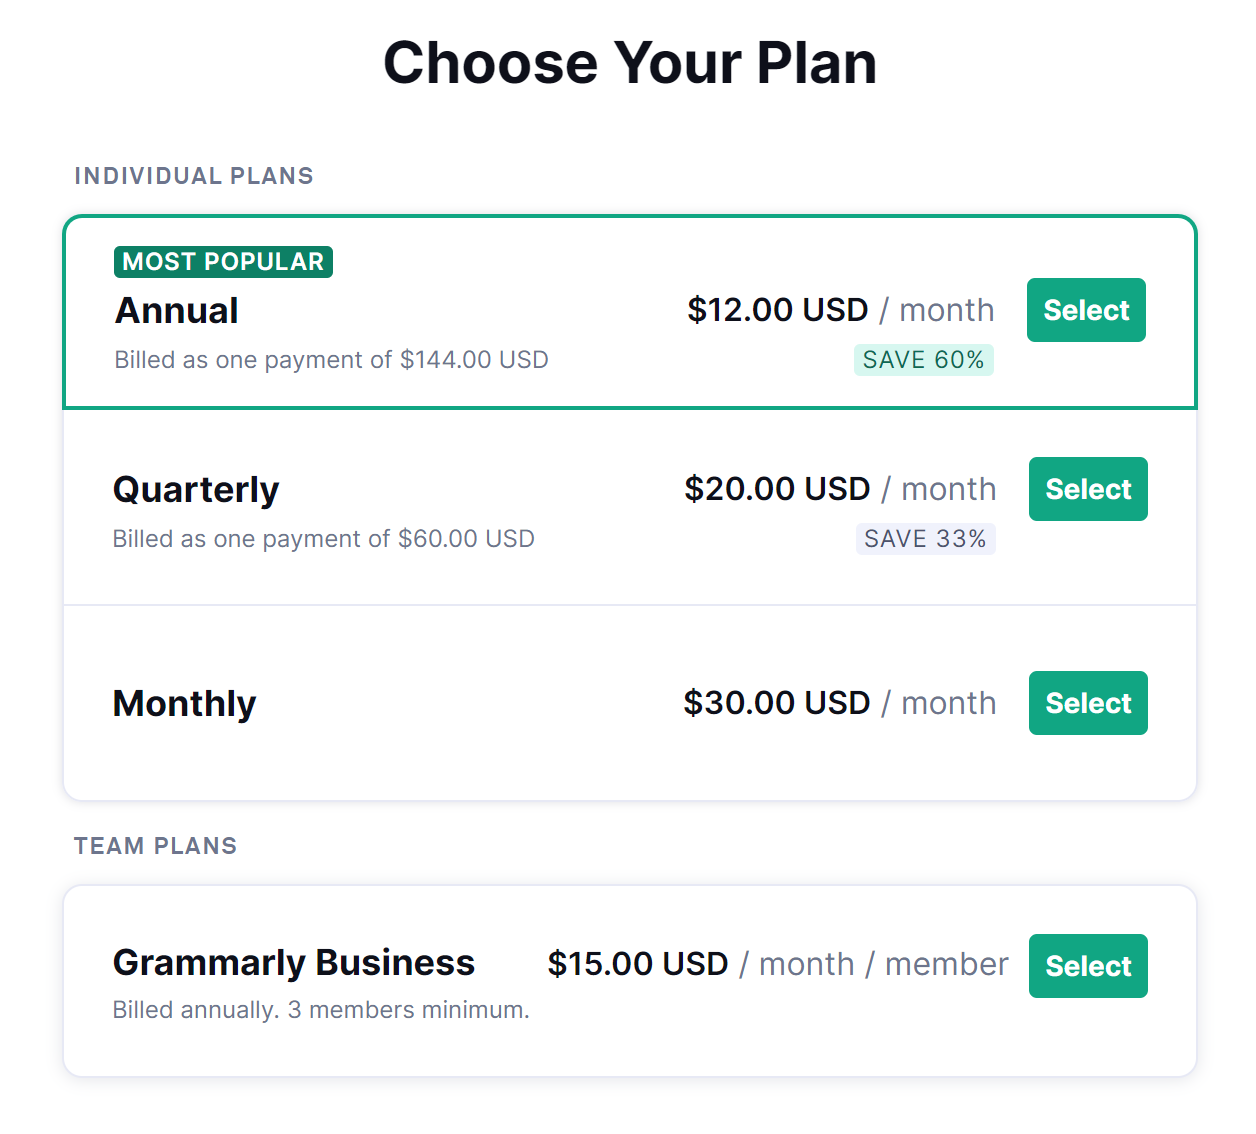 Choose Your Plan
INDIVIDUAL PLANS
MOST POPULAR
Annual
$12.00 USD / month
Select
Billed as one payment of $144.00 USD
SAVE 60%
Quarterly
$20.00 USD / month
Select
Billed as one payment of $60.00 USD
SAVE 33%
Monthly
$30.00 USD / month
Select
TEAM PLANS
Grammarly Business
$15.00 USD / month / member
Select
Billed annually. 3 members minimum.